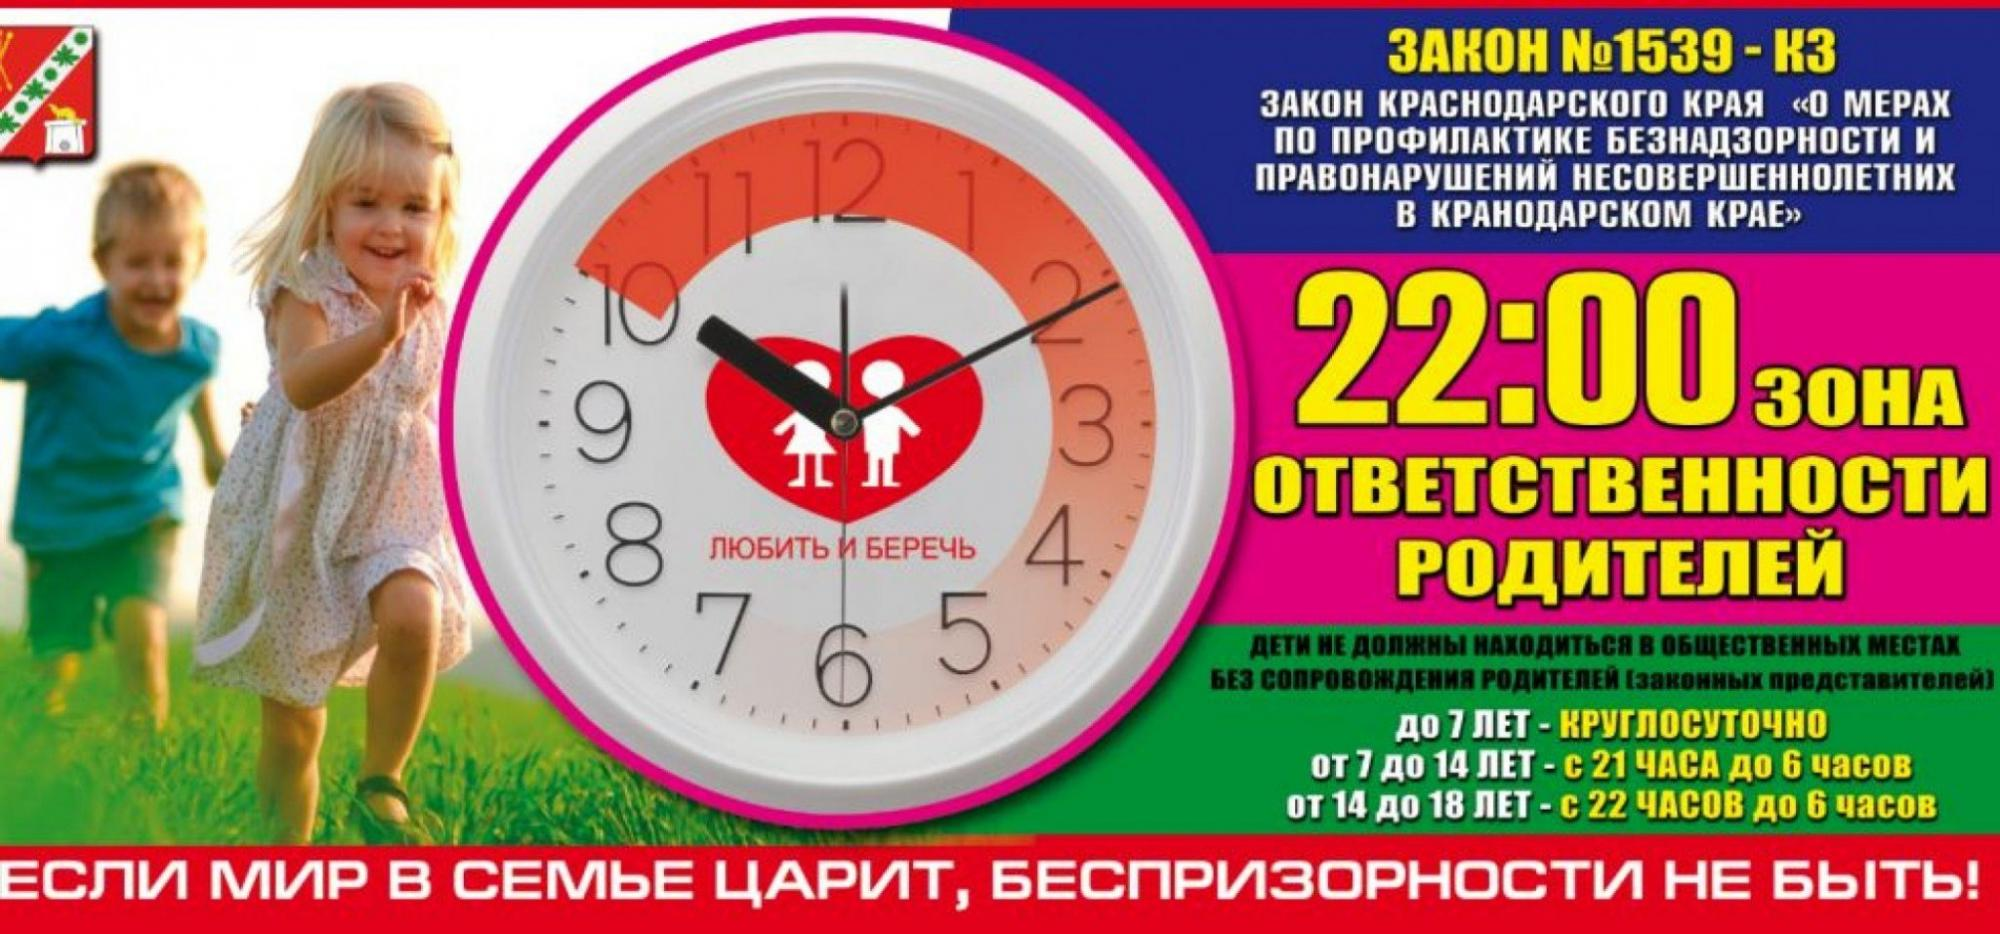 ЗАКОН №1539 - КЗ
ЗАКОН КРАСНОДАРСКОГО КРАЯ «О МЕРАХ
ПО ПРОФИЛАКТИКЕ БЕЗНАДЗОРНОСТИ И
ПРАВОНАРУШЕНИЙ НЕСОВЕРШЕННОЛЕТНИХ
В КРАНОДАРСКОМ КРАЕ»
12
11 1
10 2
9 3
8 4
7 5
6
ЛЮБИТЬ И БЕРЕЧЬ
22:00 ЗОНА
ОТВЕТСТВЕННОСТИ
РОДИТЕЛЕЙ
ДЕТИ НЕ ДОЛЖНЫ НАХОДИТЬСЯ В ОБЩЕСТВЕННЫХ МЕСТАХ
БЕЗ СОПРОВОЖДЕНИЯ РОДИТЕЛЕЙ (законных представителей)
до 7 ЛЕТ - КРУГЛОСУТОЧНО
от 7 до 14 ЛЕТ - с 21 ЧАСА до 6 часов
от 14 до 18 ЛЕТ - с 22 ЧАСОВ до 6 часов
ЕСЛИ МИР В СЕМЬЕ ЦАРИТ, БЕСПРИЗОРНОСТИ НЕ БЫТЬ!